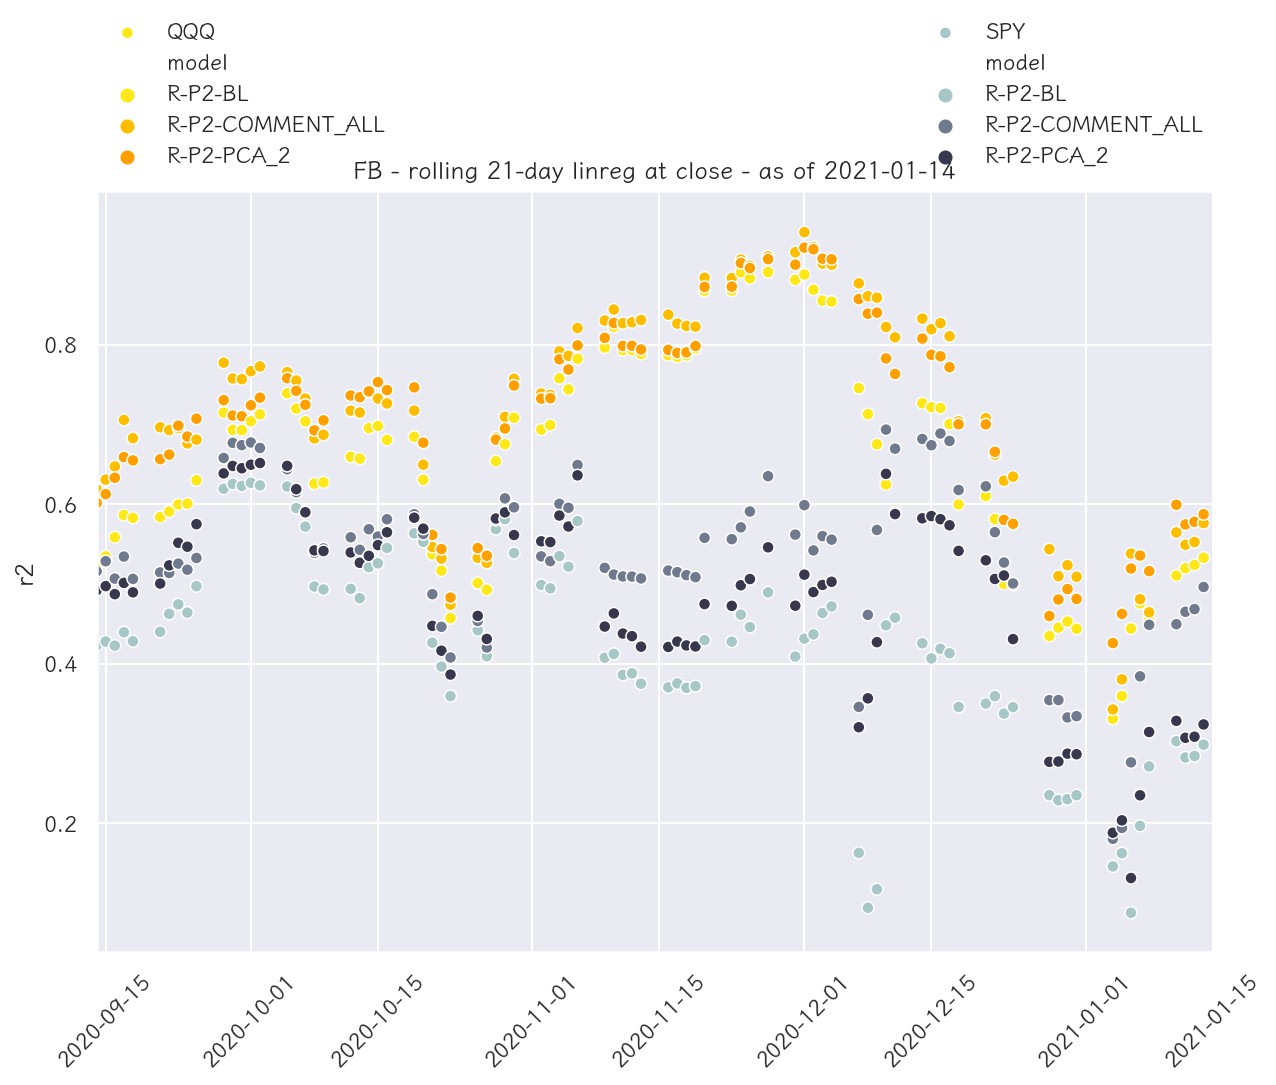 QQQ
model
R-P2-BL
R-P2-COMMENT_ALL
R-P2-PCA_2
SPY
model
R-P2-BL
R-P2-COMMENT_ALL
R-P2-PCA_2
FB - rolling 21-day linreg at close - as of 2021-01-14
r2
0.8
0.6
0.4
0.2
2020-09-15
2020-10-01
2020-10-15
2020-11-01
2020-11-15
2020-12-01
2020-12-15
2021-01-01
2021-01-15